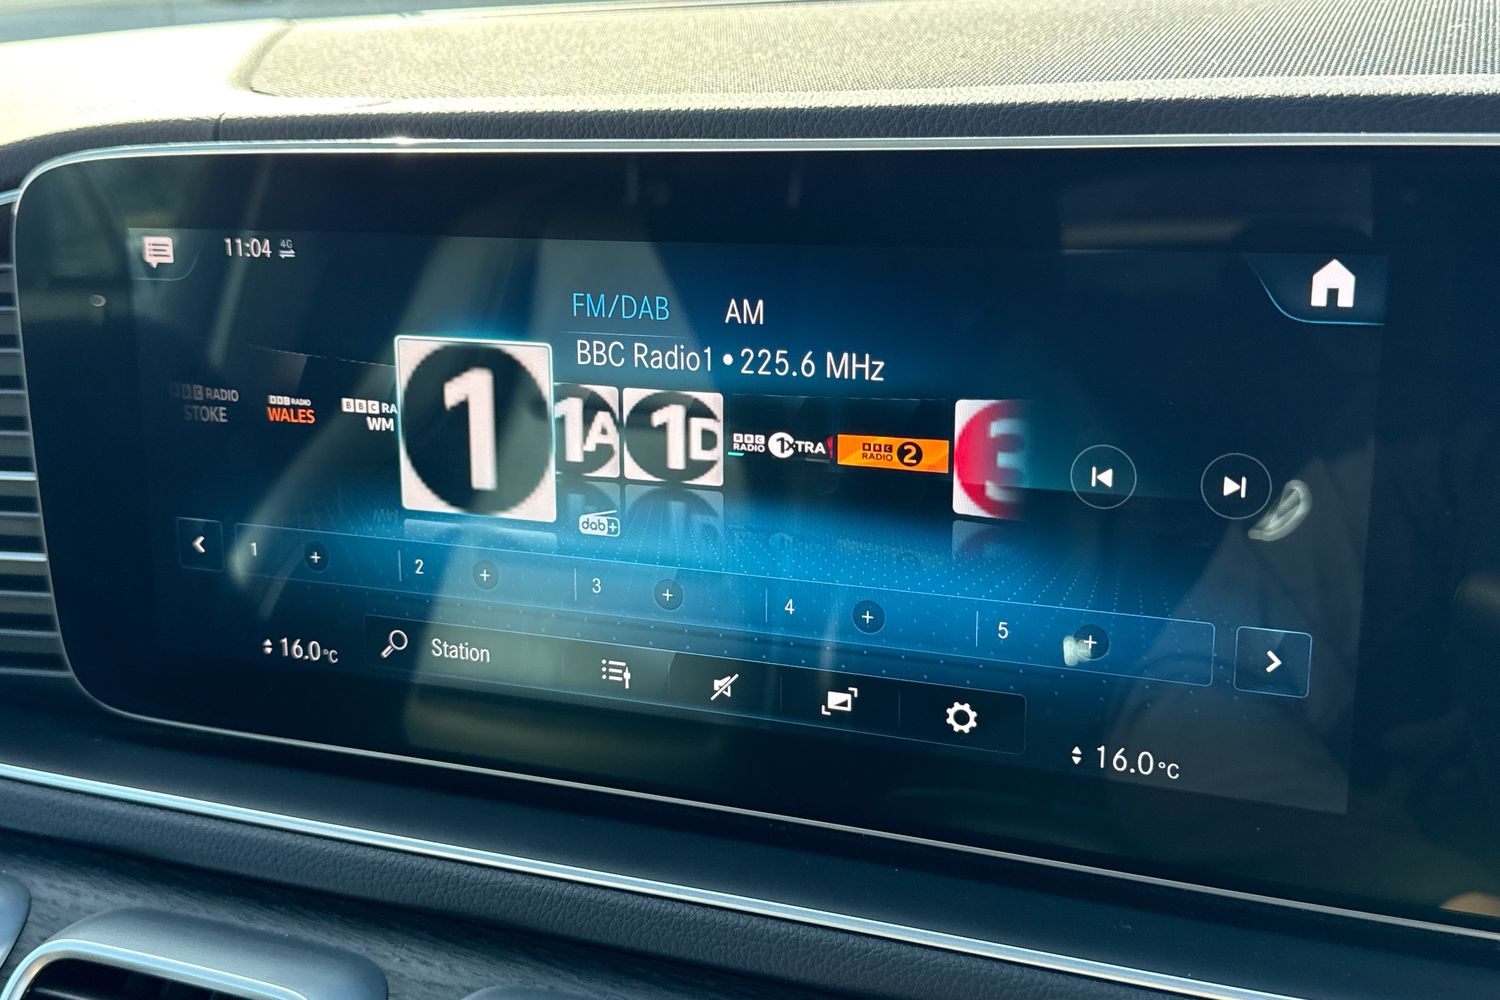 11:04 4G
FM/DAB AM
BBC Radio1 • 225.6 MHz
BBC RADIO STOKE
BBC RADIO WALES
BBC RA WM
1
1A
1D
BBC RADIO 1XTRA
BBC RADIO 2
3
dab+
1 + 2 + 3 + 4 + 5 +
16.0°C
Station
16.0°C